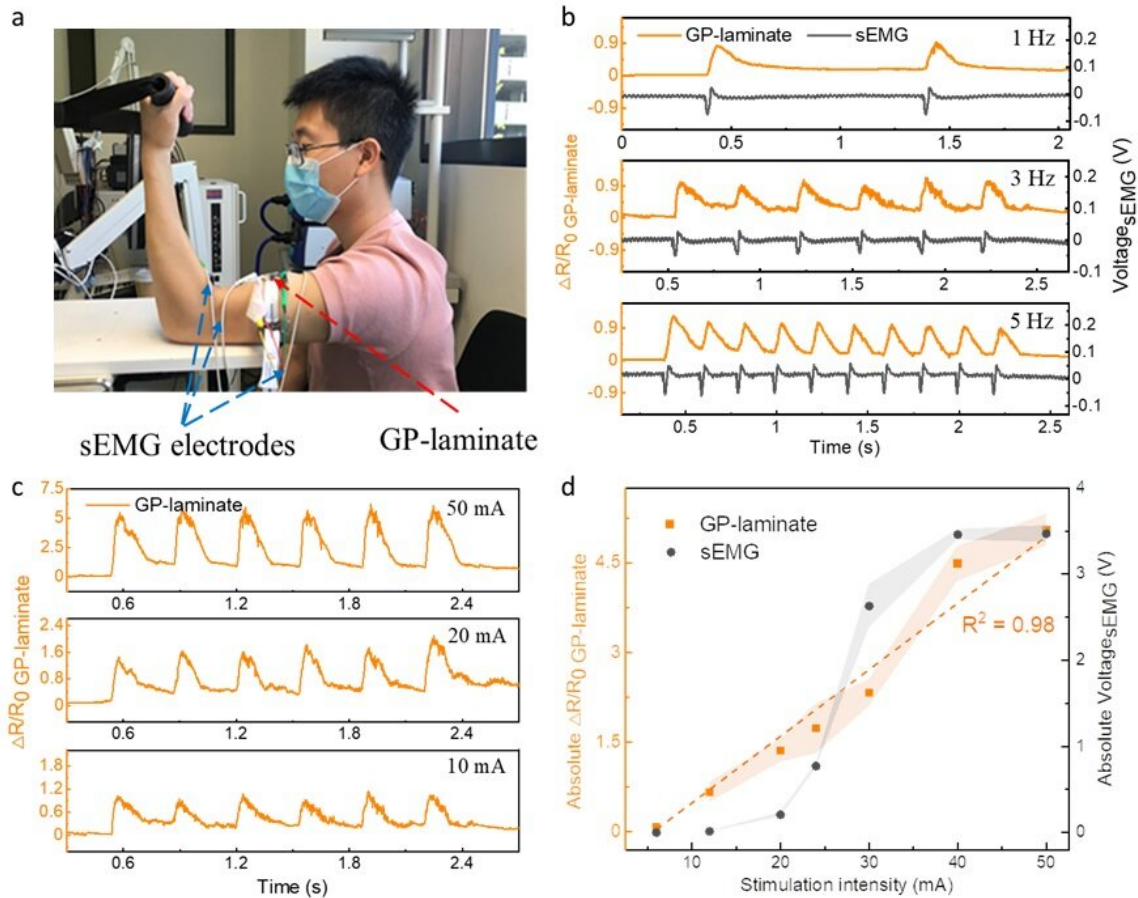 a
sEMG electrodes
GP-laminate
b
GP-laminate sEMG 1 Hz
0.9
0
-0.9
0.2
0.1
0
-0.1
0 0.5 1 1.5 2
3 Hz
0.9
0
-0.9
0.2
0.1
0
-0.1
0.5 1 1.5 2 2.5
5 Hz
0.9
0
-0.9
0.2
0.1
0
-0.1
0.5 1 1.5 2 2.5
Time (s)
ΔR/R0 GP-laminate
VoltagesEMG (V)
c
GP-laminate 50 mA
7.5
5
2.5
0
0.6 1.2 1.8 2.4
20 mA
2.4
1.6
0.8
0
0.6 1.2 1.8 2.4
10 mA
1.8
1.2
0.6
0
0.6 1.2 1.8 2.4
Time (s)
ΔR/R0 GP-laminate
d
GP-laminate
sEMG
R2 = 0.98
4.5
3
1.5
0
4
3
2
1
0
10 20 30 40 50
Stimulation intensity (mA)
Absolute ΔR/R0 GP-laminate
Absolute VoltagesEMG (V)